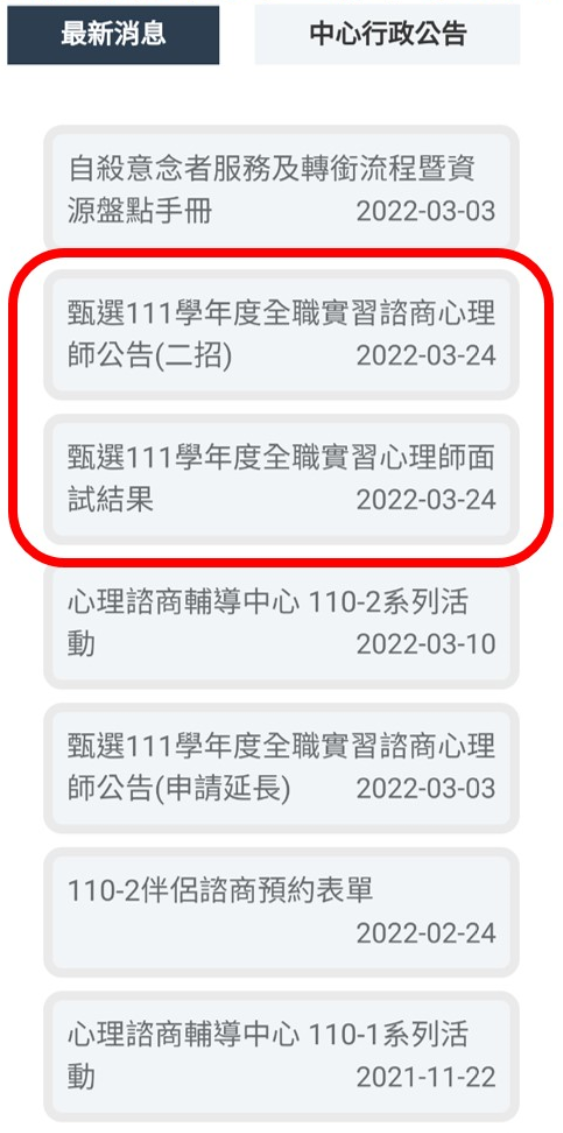 最新消息 中心行政公告
自殺意念者服務及轉銜流程暨資
源盤點手冊 2022-03-03
甄選111學年度全職實習諮商心理
師公告(二招) 2022-03-24
甄選111學年度全職實習心理師面
試結果 2022-03-24
心理諮商輔導中心 110-2系列活
動 2022-03-10
甄選111學年度全職實習諮商心理
師公告(申請延長) 2022-03-03
110-2伴侶諮商預約表單
2022-02-24
心理諮商輔導中心 110-1系列活
動 2021-11-22